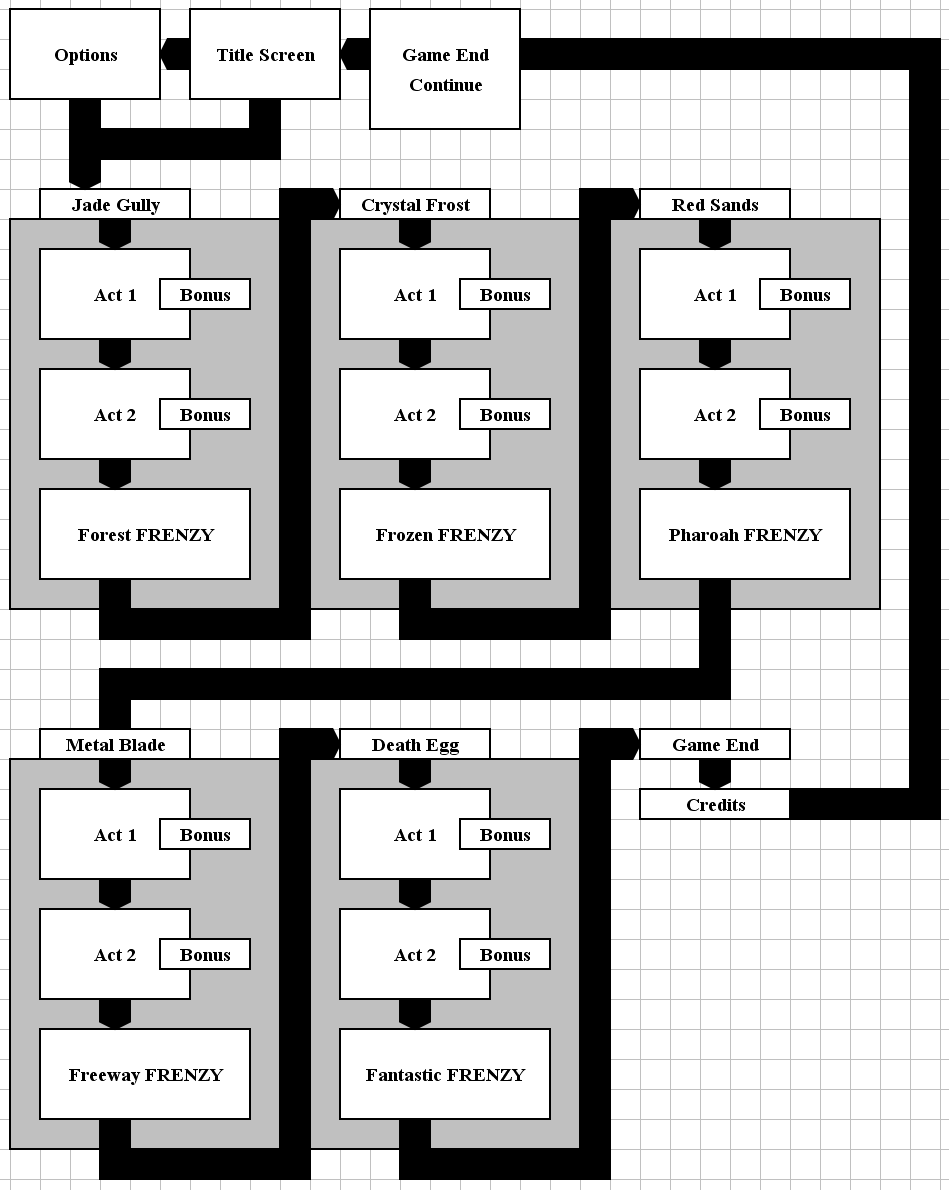 Options
Title Screen
Game End
Continue
Jade Gully
Act 1
Bonus
Act 2
Bonus
Forest FRENZY
Crystal Frost
Act 1
Bonus
Act 2
Bonus
Frozen FRENZY
Red Sands
Act 1
Bonus
Act 2
Bonus
Pharoah FRENZY
Metal Blade
Act 1
Bonus
Act 2
Bonus
Freeway FRENZY
Death Egg
Act 1
Bonus
Act 2
Bonus
Fantastic FRENZY
Game End
Credits